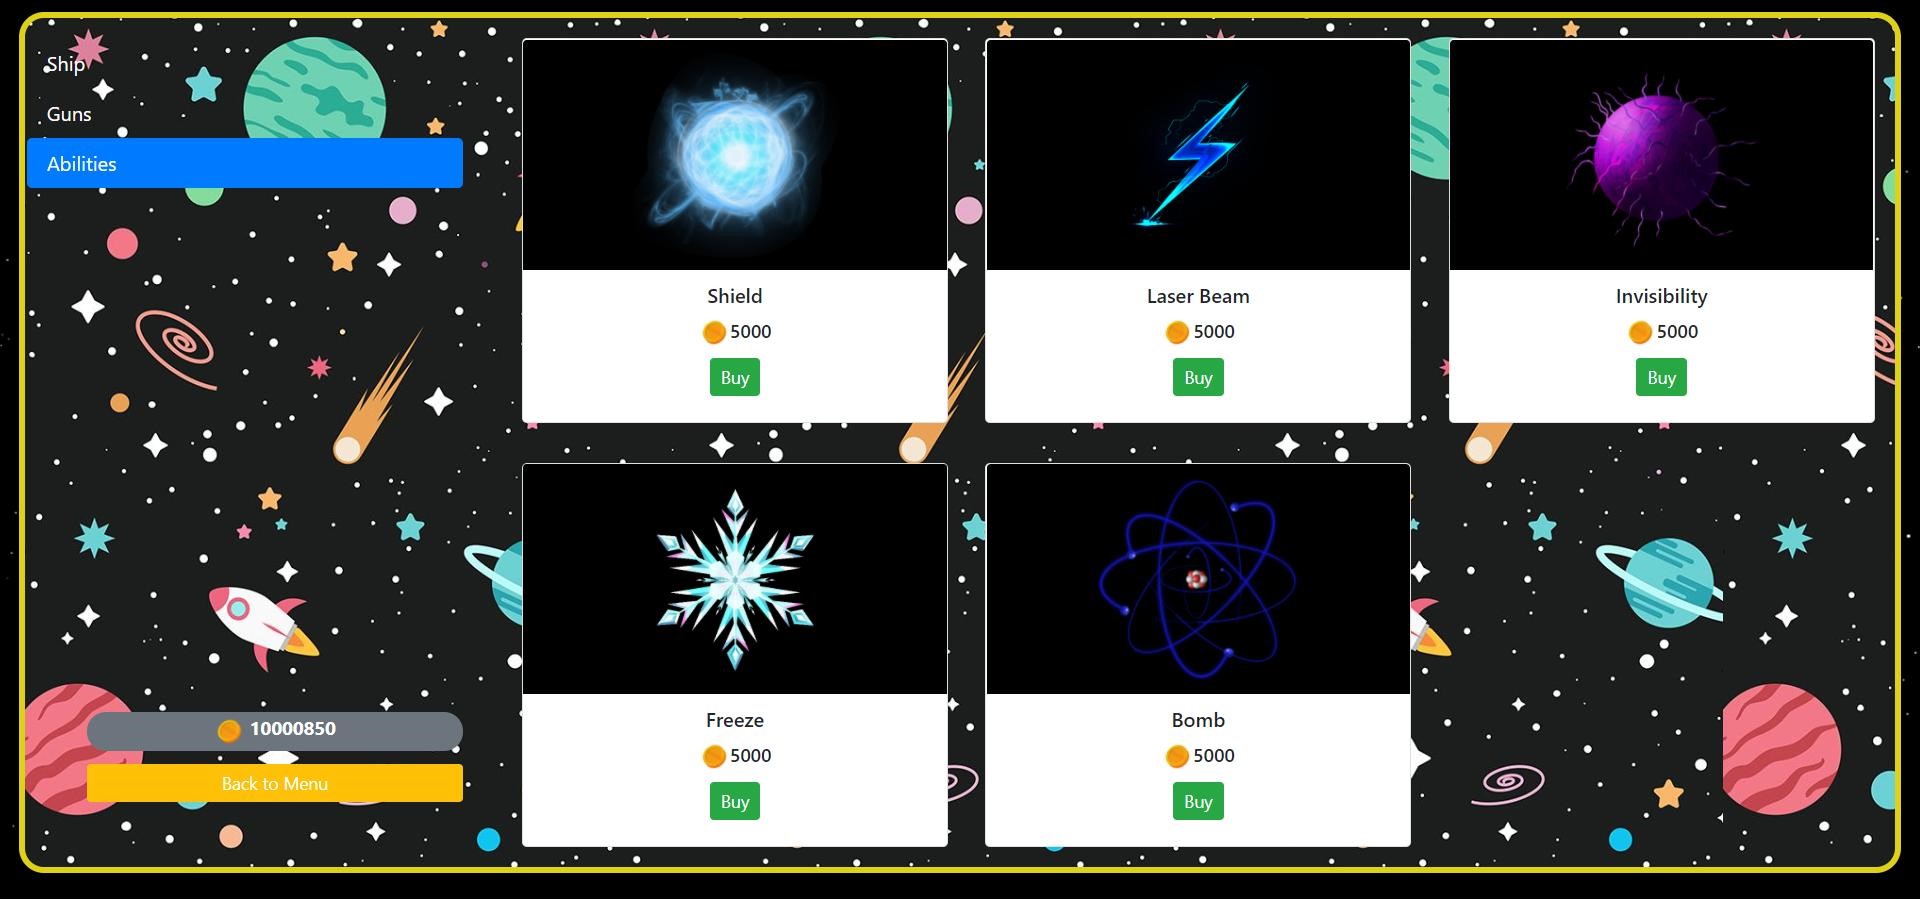 Ship
Guns
Abilities
10000850
Back to Menu
Shield
5000
Buy
Laser Beam
5000
Buy
Invisibility
5000
Buy
Freeze
5000
Buy
Bomb
5000
Buy